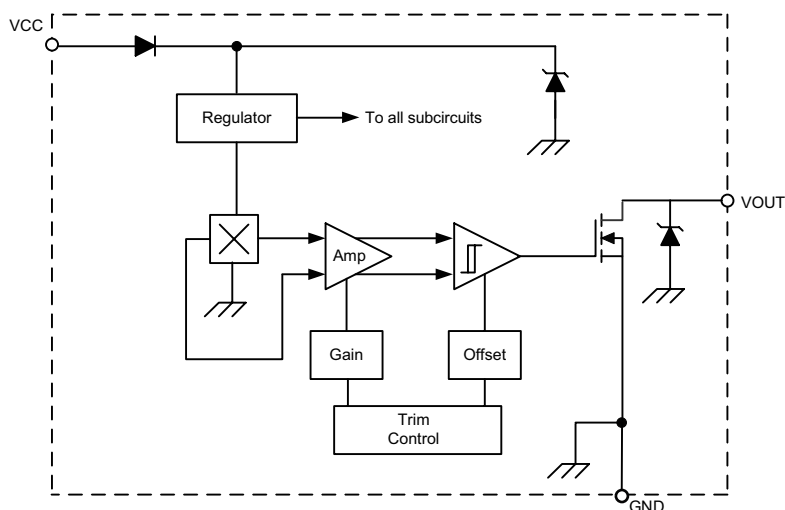 VCC
Regulator
To all subcircuits
VOUT
Amp
Gain
Offset
Trim
Control
GND